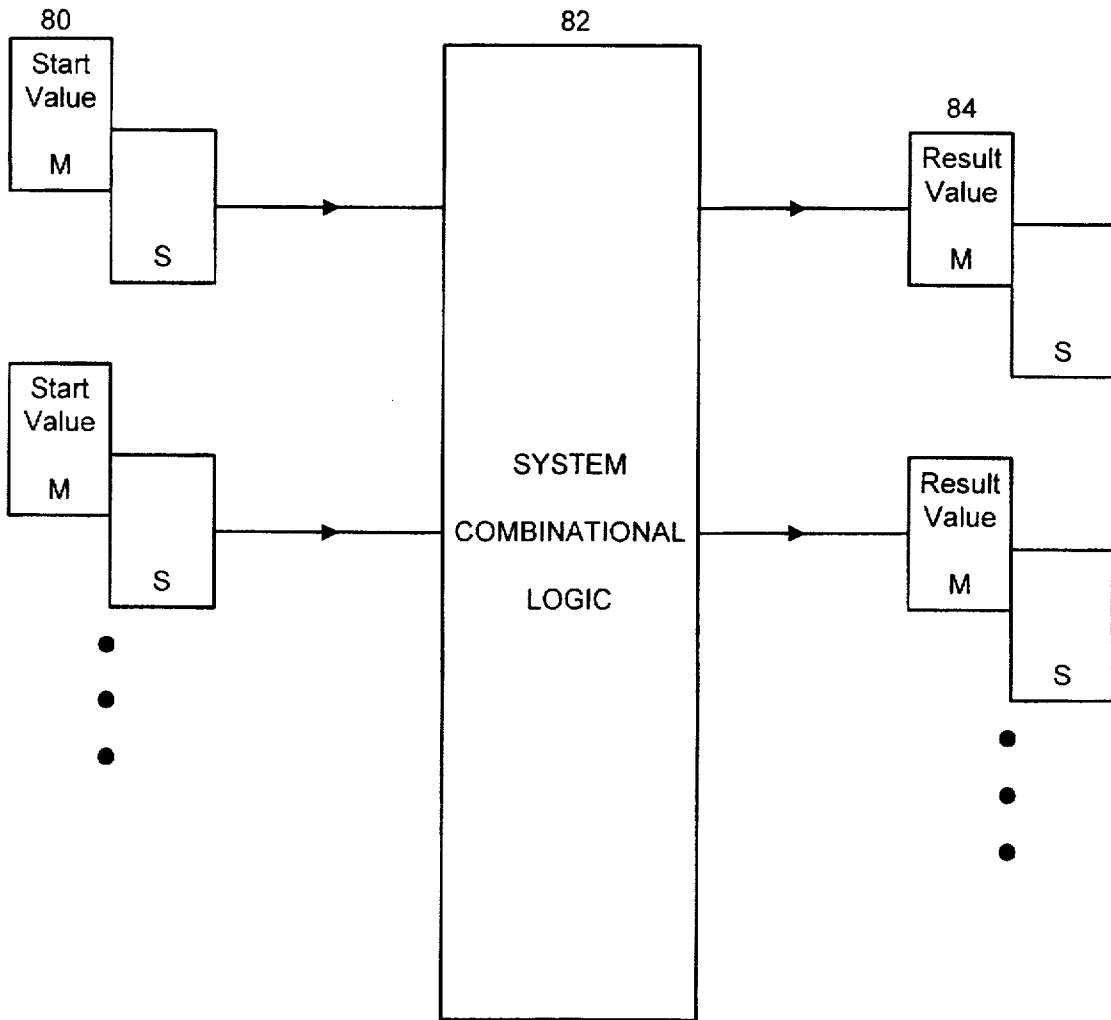 80
Start
Value
M
S
Start
Value
M
S
82
SYSTEM
COMBINATIONAL
LOGIC
84
Result
Value
M
S
Result
Value
M
S